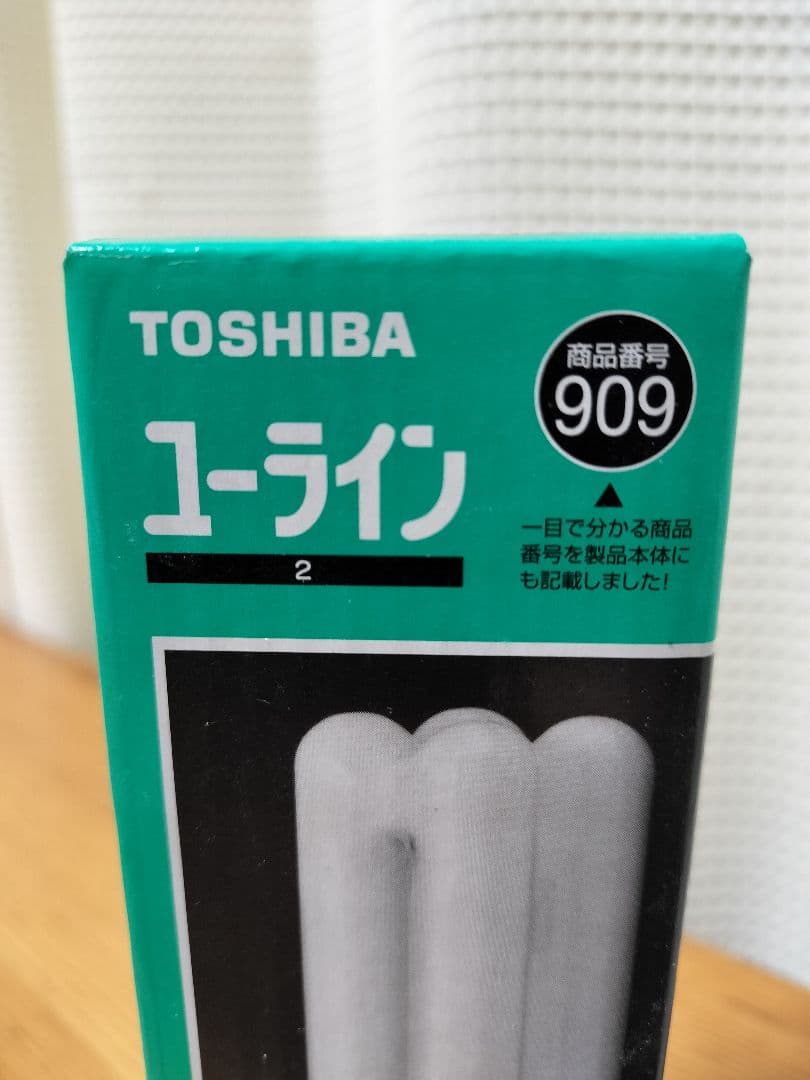 TOSHIBA
ユーライン
2
商品番号
909
▲
一目で分かる商品
番号を製品本体に
も記載しました!